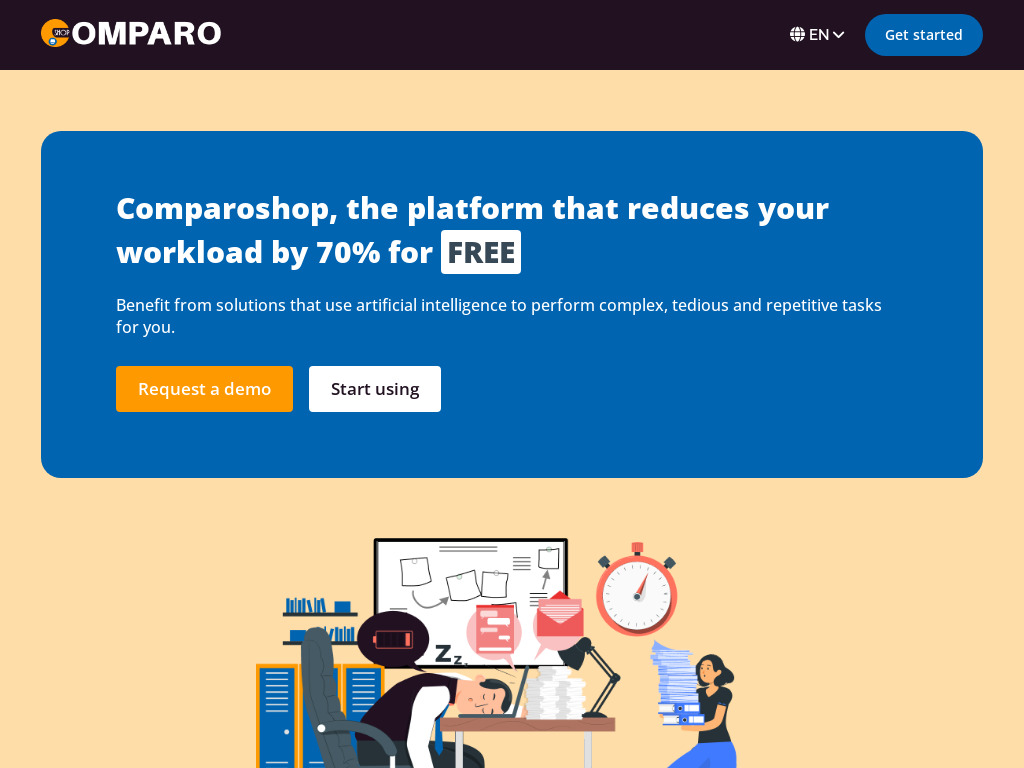 SHOP
OMPARO
EN
Get started
Comparoshop, the platform that reduces your
workload by 70% for FREE
Benefit from solutions that use artificial intelligence to perform complex, tedious and repetitive tasks
for you.
Request a demo
Start using
Zz.